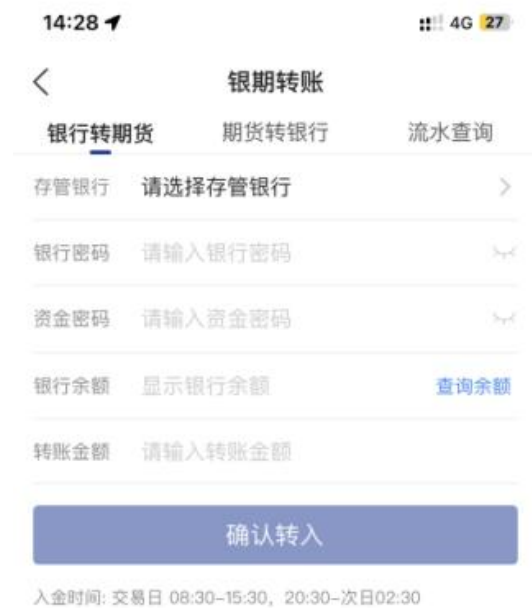 14:28 4G 27
银期转账
银行转期货 期货转银行 流水查询
存管银行 请选择存管银行
银行密码 请输入银行密码
资金密码 请输入资金密码
银行余额 显示银行余额 查询余额
转账金额 请输入转账金额
确认转入
入金时间: 交易日 08:30-15:30, 20:30-次日02:30